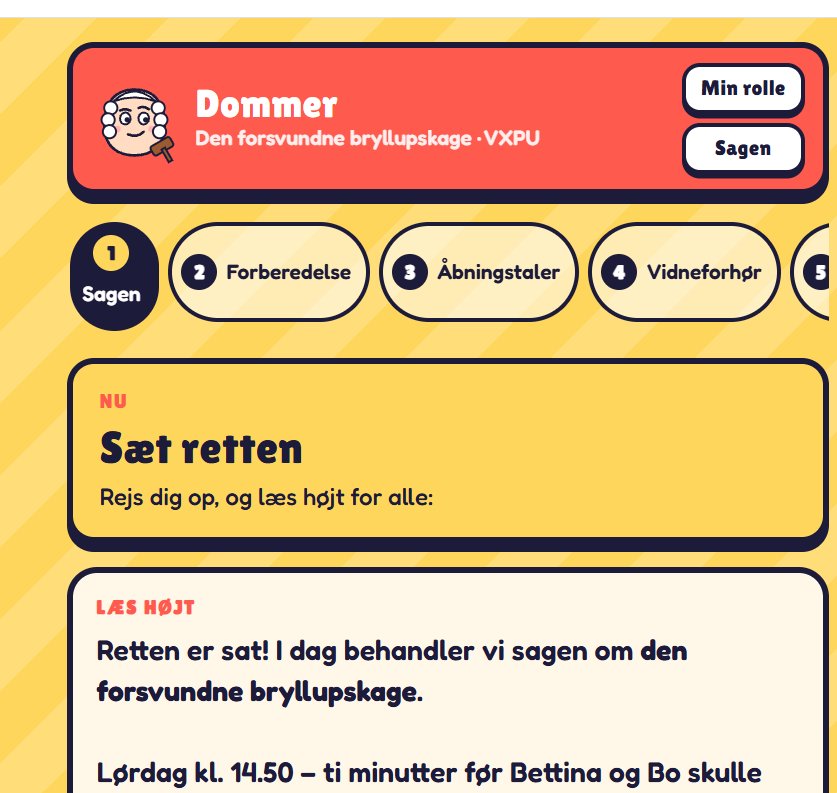 Dommer
Den forsvundne bryllupskage · VXPU
Min rolle
Sagen
1
Sagen
2 Forberedelse
3 Åbningstaler
4 Vidneforhør
5
NU
Sæt retten
Rejs dig op, og læs højt for alle:
LÆS HØJT
Retten er sat! I dag behandler vi sagen om den
forsvundne bryllupskage.
Lørdag kl. 14.50 – ti minutter før Bettina og Bo skulle